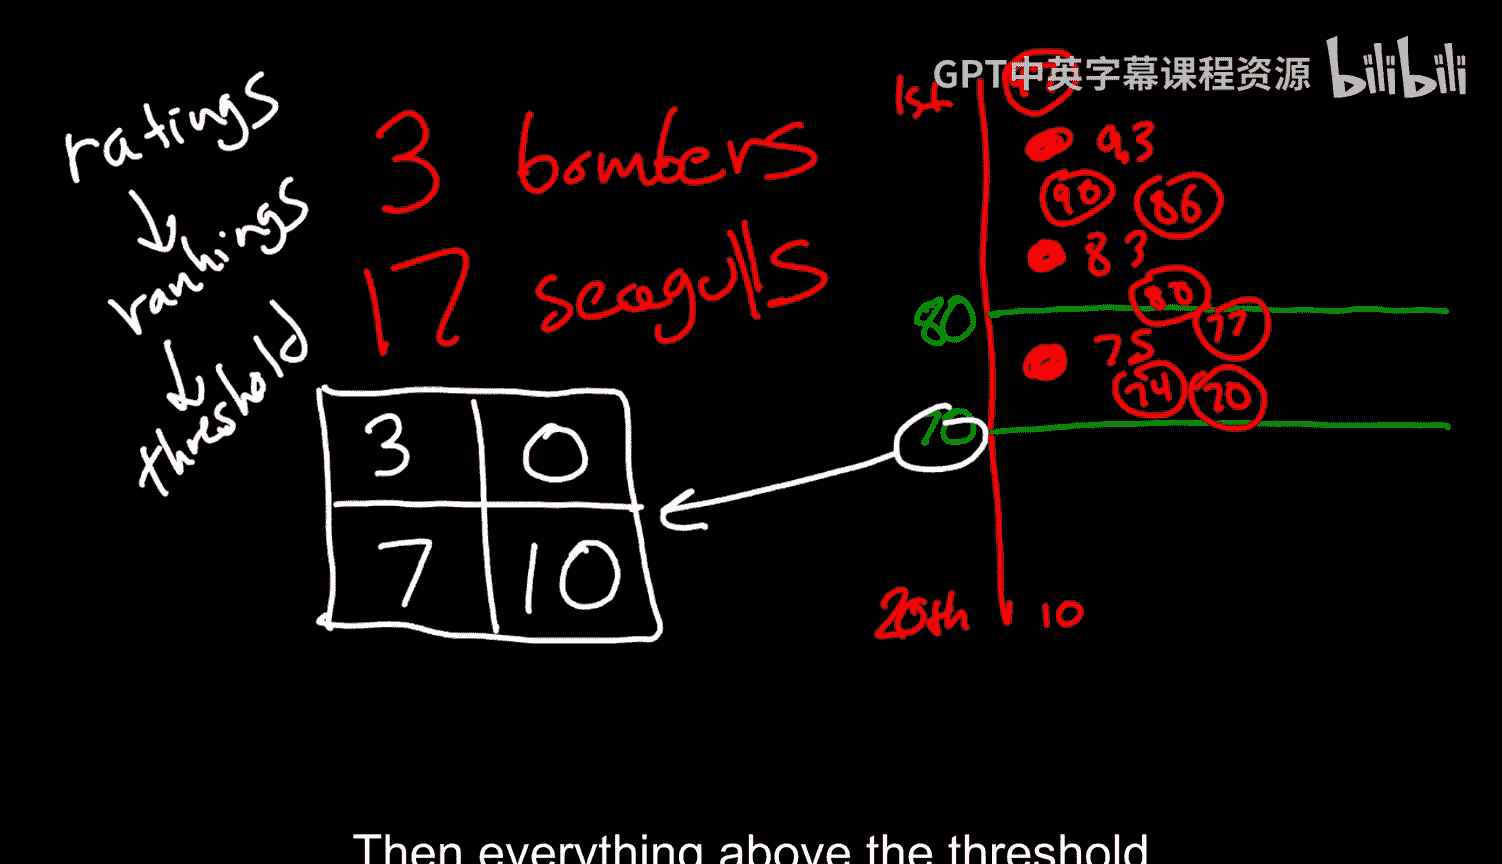 GPT中英字幕课程资源 bilibili
ratings
rankings
threshold
3 bombers
17 seagulls
3 0
7 10
1st
93
90 86
83
80
80
77
75
74 70
70
20th 10
Then everything above the threshold